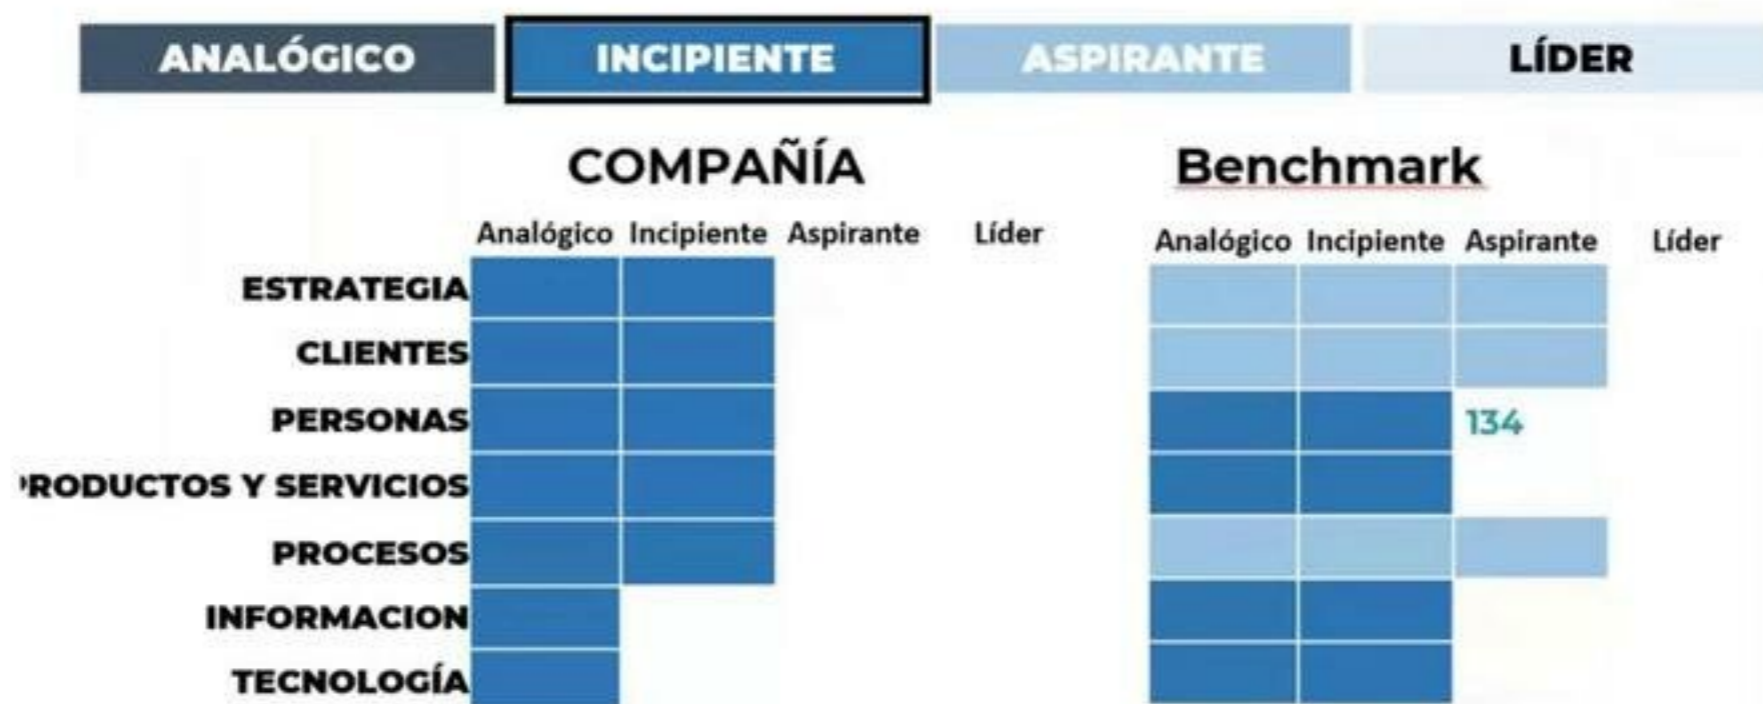 ANALÓGICO INCIPIENTE ASPIRANTE LÍDER
COMPAÑÍA Benchmark
Analógico Incipiente Aspirante Líder Analógico Incipiente Aspirante Líder
ESTRATEGIA
CLIENTES
PERSONAS 134
RODUCTOS Y SERVICIOS
PROCESOS
INFORMACION
TECNOLOGÍA